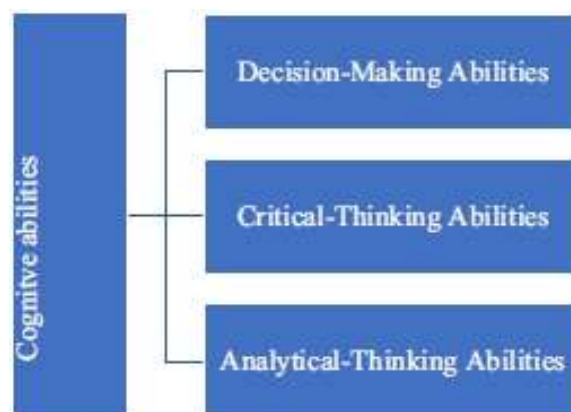 Cognitve abilities
Decision-Making Abilities
Critical-Thinking Abilities
Analytical-Thinking Abilities